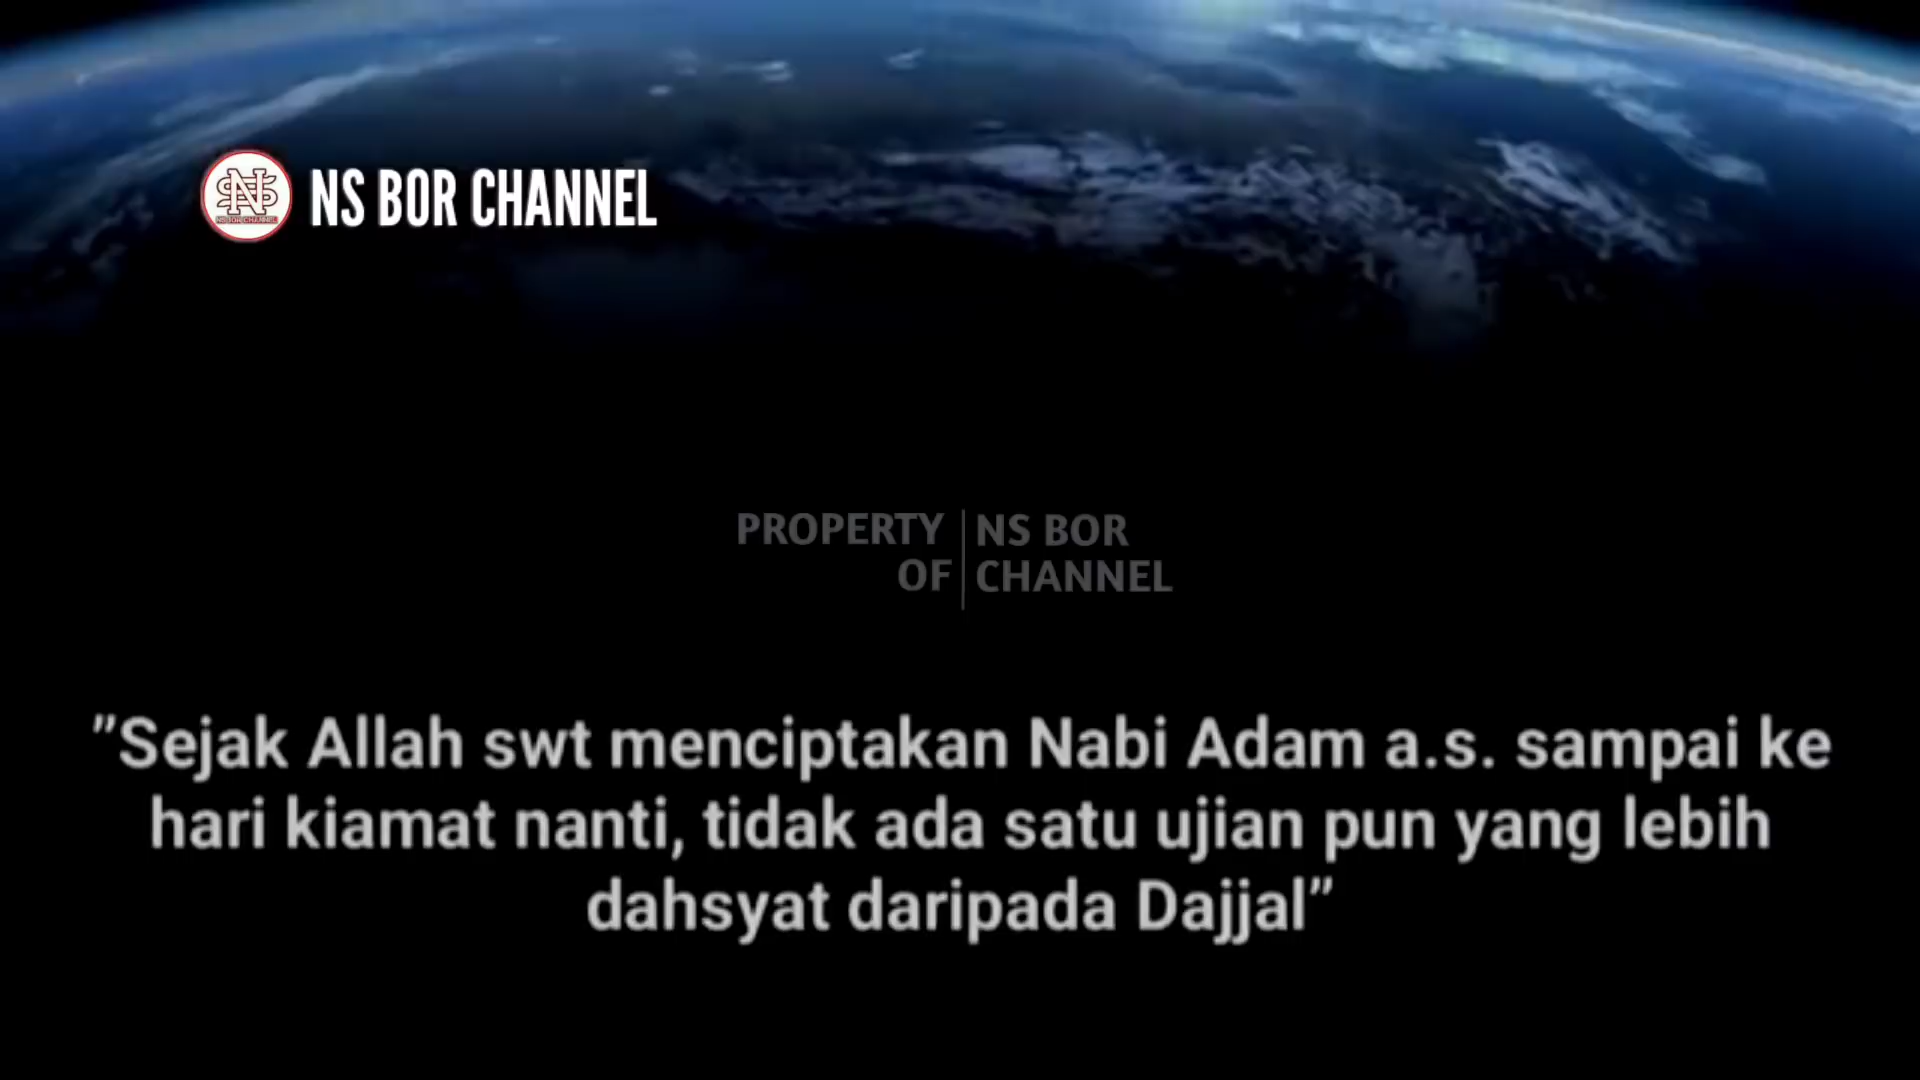 NS BOR CHANNEL
PROPERTY OF
NS BOR CHANNEL
"Sejak Allah swt menciptakan Nabi Adam a.s. sampai ke
hari kiamat nanti, tidak ada satu ujian pun yang lebih
dahsyat daripada Dajjal"